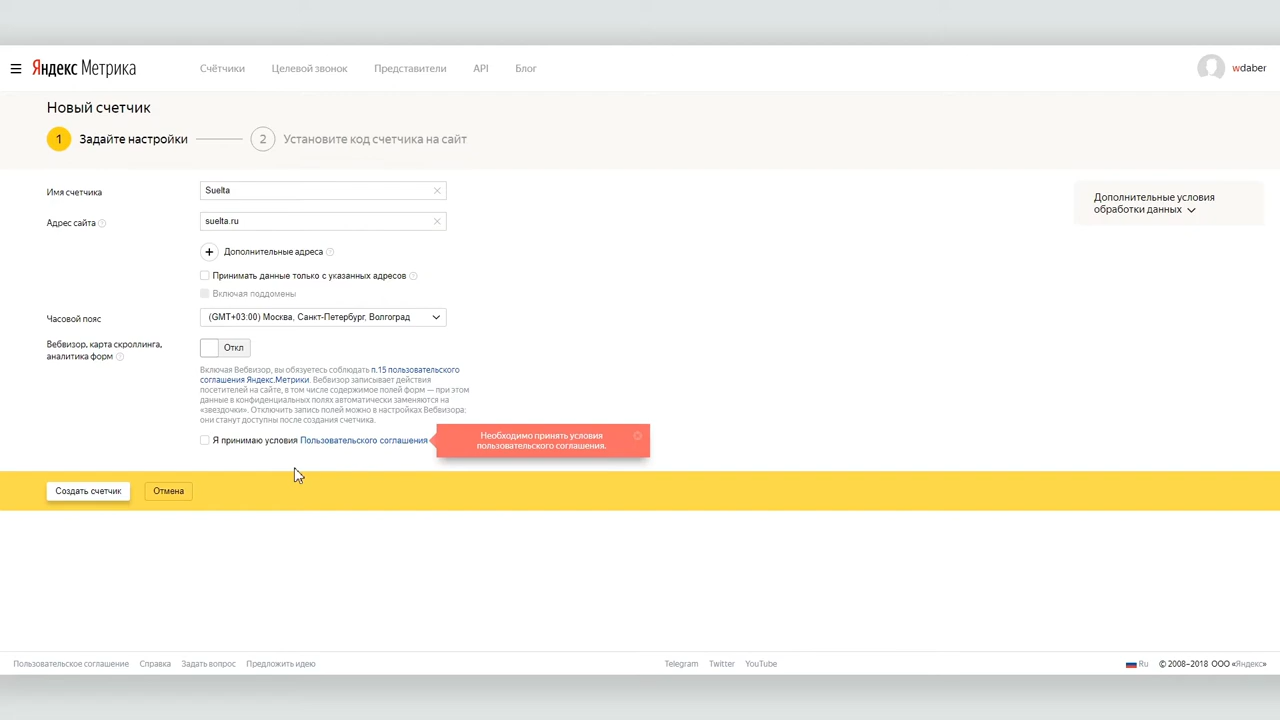 Яндекс Метрика
Счётчики Целевой звонок Представители API Блог
wdaber
Новый счетчик
1 Задайте настройки 2 Установите код счетчика на сайт
Имя счетчика Suelta
Адрес сайта suelta.ru
Дополнительные условия
обработки данных
Дополнительные адреса
Принимать данные только с указанных адресов
Включая поддомены
Часовой пояс (GMT+03:00) Москва, Санкт-Петербург, Волгоград
Вебвизор, карта скроллинга,
аналитика форм
Откл
Включая Вебвизор, вы обязуетесь соблюдать п.15 пользовательского
соглашения Яндекс.Метрики. Вебвизор записывает действия
посетителей на сайте, в том числе содержимое полей форм — при этом
данные в конфиденциальных полях автоматически заменяются на
«звездочки». Отключить запись полей можно в настройках Вебвизора:
они станут доступны после создания счетчика.
Я принимаю условия Пользовательского соглашения
Необходимо принять условия
пользовательского соглашения.
Создать счетчик Отмена
Пользовательское соглашение Справка Задать вопрос Предложить идею Telegram Twitter YouTube Ru © 2008–2018 ООО «Яндекс»